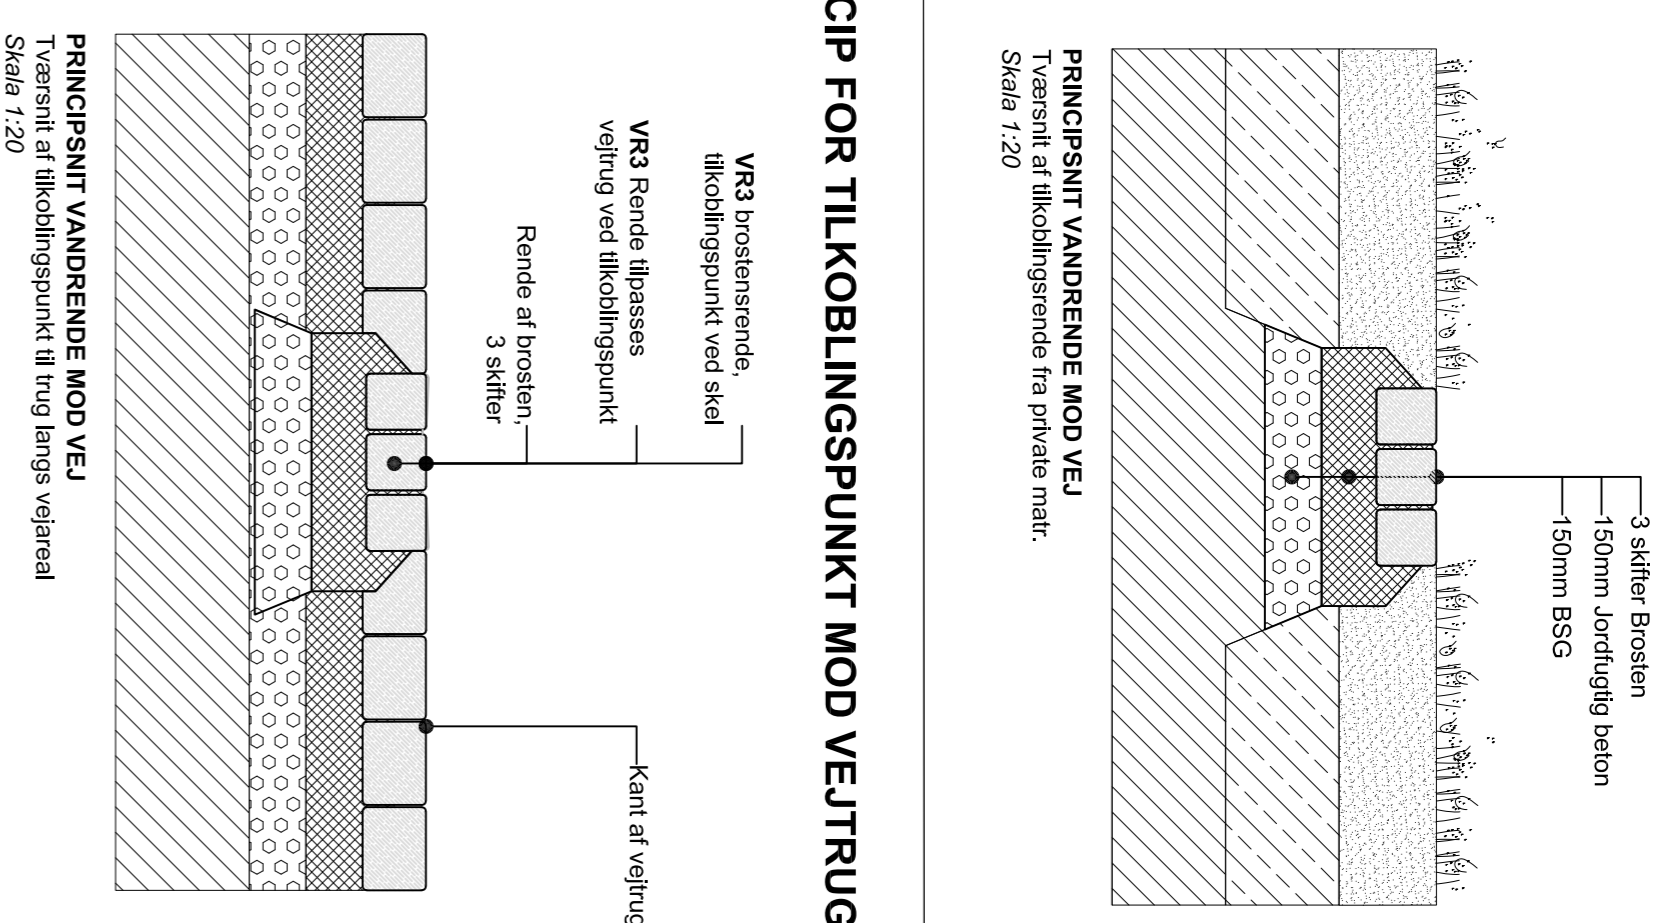 3 skifter Brosten
150mm Jordfugtig beton
150mm BSG
PRINCIPSNIT VANDRENDE MOD VEJ
Tværsnit af tilkoblingsrende fra private matr.
Skala 1:20
CIP FOR TILKOBLINGSPUNKT MOD VEJTRUG
VR3 brostensrende,
tilkoblingspunkt ved skel
VR3 Rende tilpasses
vejtrug ved tilkoblingspunkt
Rende af brosten,
3 skifter
Kant af vejtrug
PRINCIPSNIT VANDRENDE MOD VEJ
Tværsnit af tilkoblingspunkt til trug langs vejareal
Skala 1:20